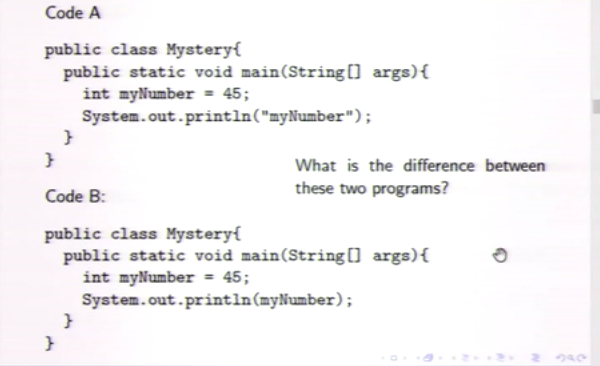 Code A
public class Mystery{
public static void main(String[] args){
int myNumber = 45;
System.out.println("myNumber");
}
}
What is the difference between
these two programs?
Code B:
public class Mystery{
public static void main(String[] args){
int myNumber = 45;
System.out.println(myNumber);
}
}